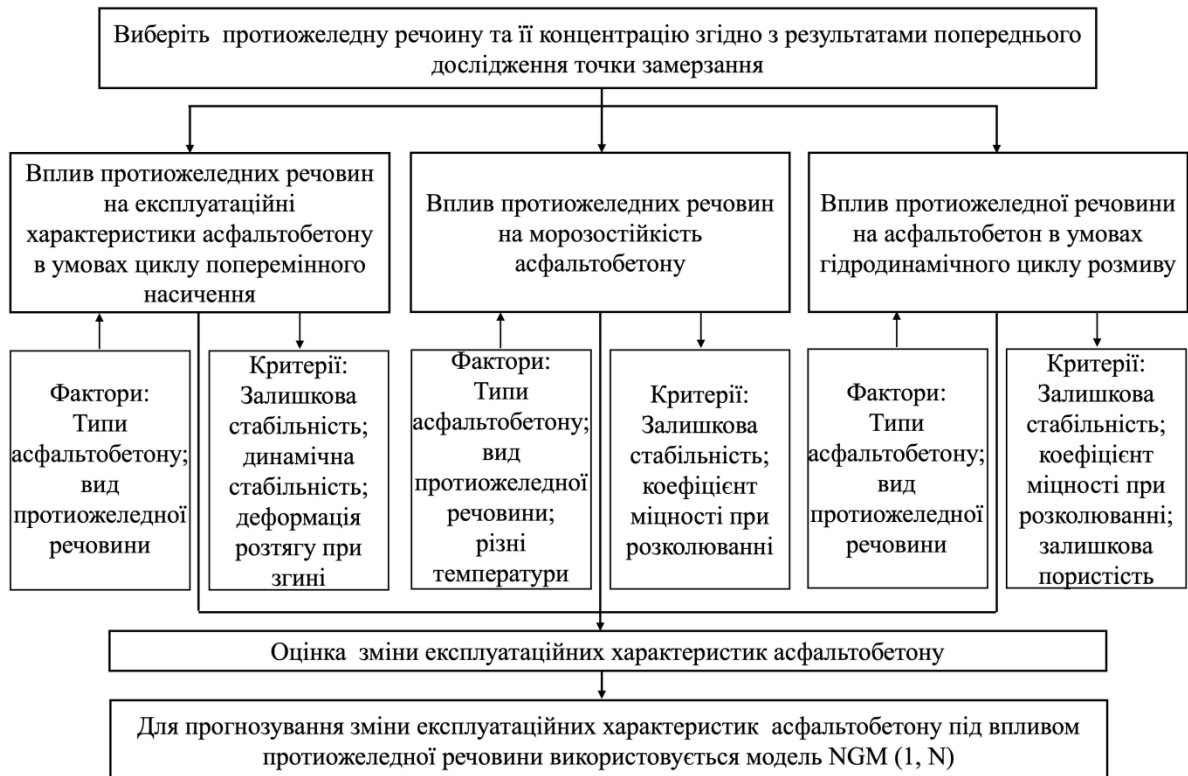 Виберіть протиожеледну речоину та її концентрацію згідно з результатами попереднього
дослідження точки замерзання
Вплив протиожеледних речовин
на експлуатаційні
характеристики асфальтобетону
в умовах циклу поперемінного
насичення
Вплив протиожеледних речовин
на морозостійкість
асфальтобетону
Вплив протиожеледної речовини
на асфальтобетон в умовах
гідродинамічного циклу розмиву
Фактори:
Типи
асфальтобетону;
вид
протиожеледної
речовини
Критерії:
Залишкова
стабільність;
динамічна
стабільність;
деформація
розтягу при
згині
Фактори:
Типи
асфальтобетону;
вид
протиожеледної
речовини;
різні
температури
Критерії:
Залишкова
стабільність;
коефіцієнт
міцності при
розколюванні
Фактори:
Типи
асфальтобетону;
вид
протиожеледної
речовини
Критерії:
Залишкова
стабільність;
коефіцієнт
міцності при
розколюванні;
залишкова
пористість
Оцінка зміни експлуатаційних характеристик асфальтобетону
Для прогнозування зміни експлуатаційних характеристик асфальтобетону під впливом
протиожеледної речовини використовується модель NGM (1, N)